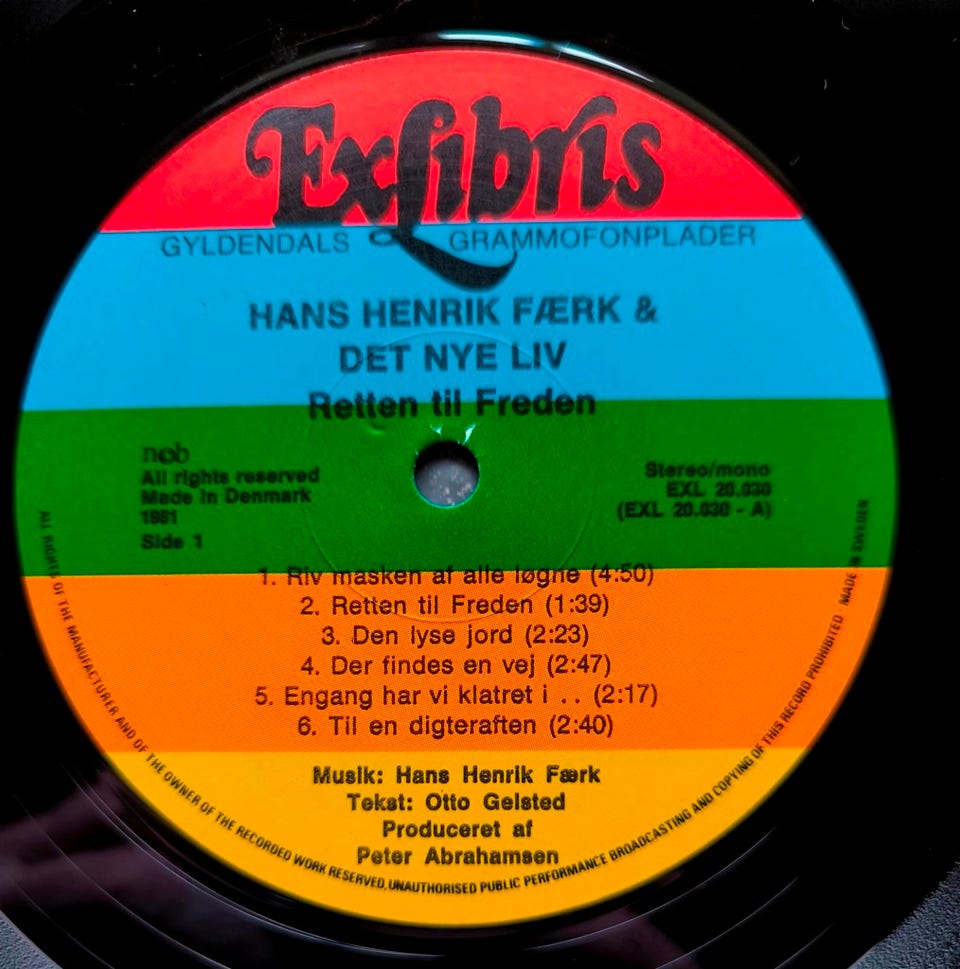 Exlibris
GYLDENDALS GRAMMOFONPLADER
HANS HENRIK FÆRK &
DET NYE LIV
Retten til Freden
ncb
All rights reserved
Made in Denmark
1981
Side 1
Stereo/mono
EXL 20.030
(EXL 20.030 - A)
1. Riv masken af alle løgne (4:50)
2. Retten til Freden (1:39)
3. Den lyse jord (2:23)
4. Der findes en vej (2:47)
5. Engang har vi klatret i . . (2:17)
6. Til en digteraften (2:40)
Musik: Hans Henrik Færk
Tekst: Otto Gelsted
Produceret af
Peter Abrahamsen
ALL RIGHTS OF THE MANUFACTURER AND OF THE OWNER OF THE RECORDED WORK RESERVED. UNAUTHORISED PUBLIC PERFORMANCE BROADCASTING AND COPYING OF THIS RECORD PROHIBITED · MADE IN SWEDEN